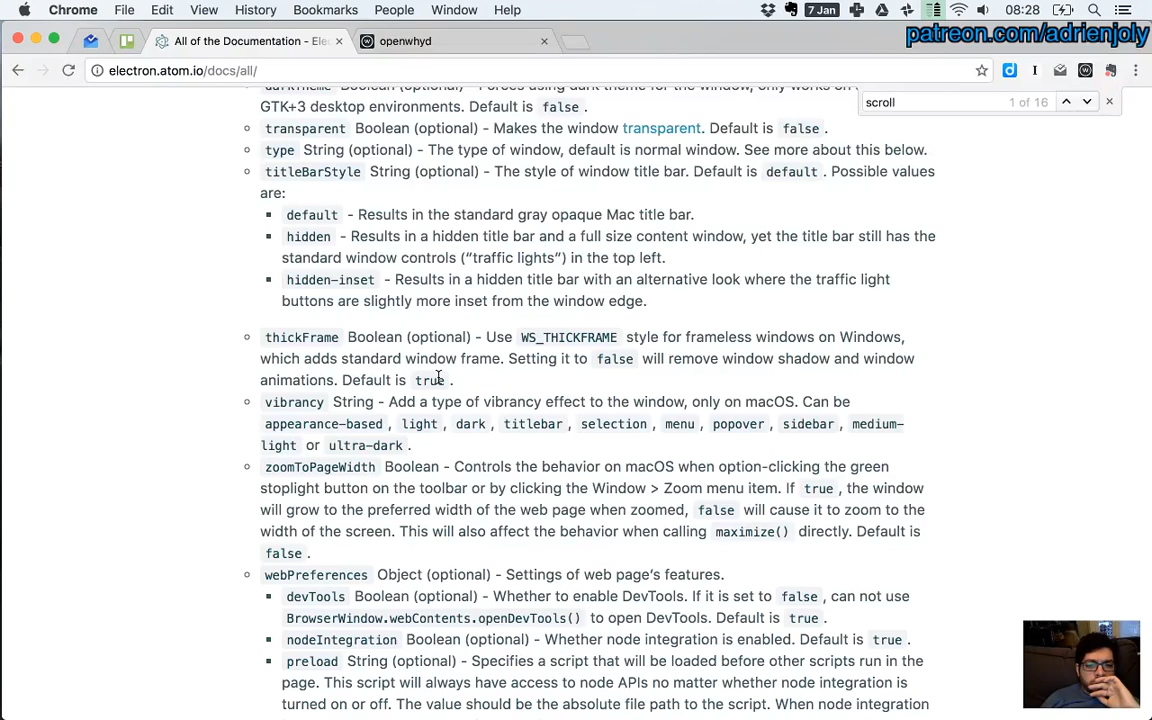 Chrome File Edit View History Bookmarks People Window Help 7 Jan 08:28
patreon.com/adrienjoly
All of the Documentation - Elec × openwhyd ×
electron.atom.io/docs/all/
scroll 1 of 16
GTK+3 desktop environments. Default is false.
transparent Boolean (optional) - Makes the window transparent. Default is false.
type String (optional) - The type of window, default is normal window. See more about this below.
titleBarStyle String (optional) - The style of window title bar. Default is default. Possible values
are:
default - Results in the standard gray opaque Mac title bar.
hidden - Results in a hidden title bar and a full size content window, yet the title bar still has the
standard window controls (“traffic lights”) in the top left.
hidden-inset - Results in a hidden title bar with an alternative look where the traffic light
buttons are slightly more inset from the window edge.
thickFrame Boolean (optional) - Use WS_THICKFRAME style for frameless windows on Windows,
which adds standard window frame. Setting it to false will remove window shadow and window
animations. Default is true.
vibrancy String - Add a type of vibrancy effect to the window, only on macOS. Can be
appearance-based, light, dark, titlebar, selection, menu, popover, sidebar, medium-
light or ultra-dark.
zoomToPageWidth Boolean - Controls the behavior on macOS when option-clicking the green
stoplight button on the toolbar or by clicking the Window > Zoom menu item. If true, the window
will grow to the preferred width of the web page when zoomed, false will cause it to zoom to the
width of the screen. This will also affect the behavior when calling maximize() directly. Default is
false.
webPreferences Object (optional) - Settings of web page’s features.
devTools Boolean (optional) - Whether to enable DevTools. If it is set to false, can not use
BrowserWindow.webContents.openDevTools() to open DevTools. Default is true.
nodeIntegration Boolean (optional) - Whether node integration is enabled. Default is true.
preload String (optional) - Specifies a script that will be loaded before other scripts run in the
page. This script will always have access to node APIs no matter whether node integration is
turned on or off. The value should be the absolute file path to the script. When node integration